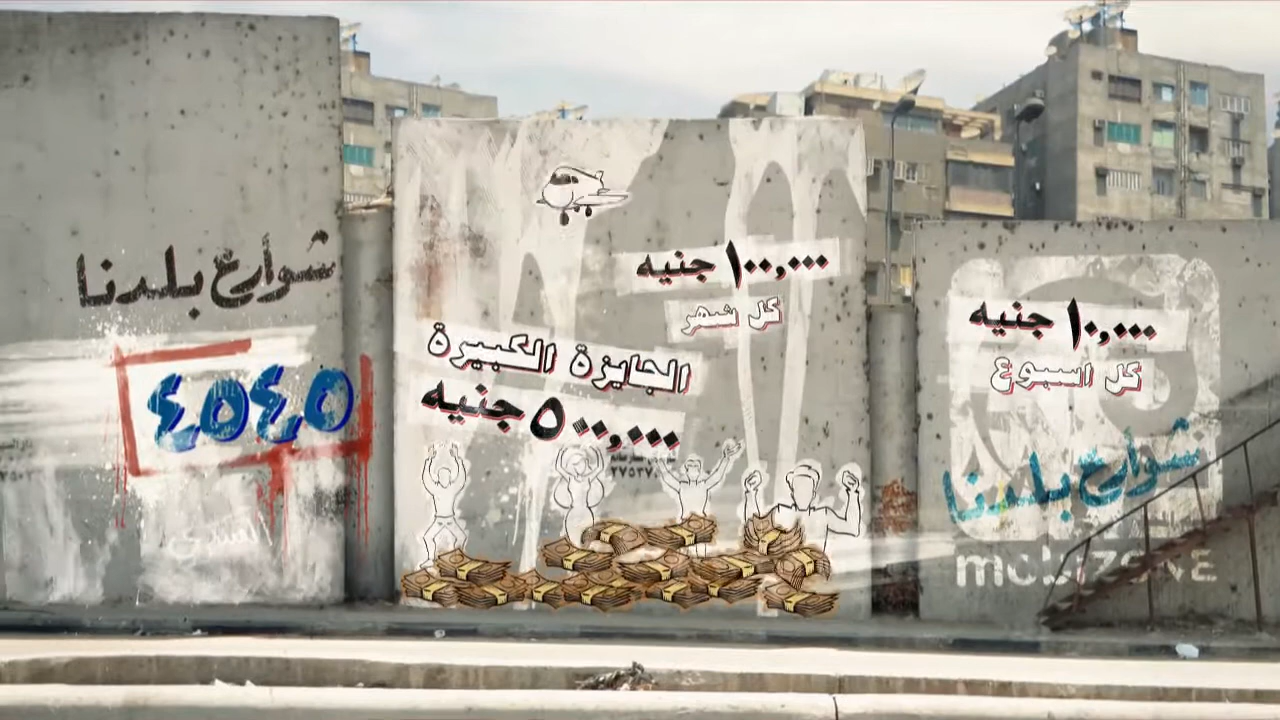 شوارع بلدنا
٤٥٤٥
١٠٠,٠٠٠ جنيه
كل شهر
الجايزة الكبيرة
٥٠٠,٠٠٠ جنيه
١٠,٠٠٠ جنيه
كل اسبوع
شوارع بلدنا
mobizone